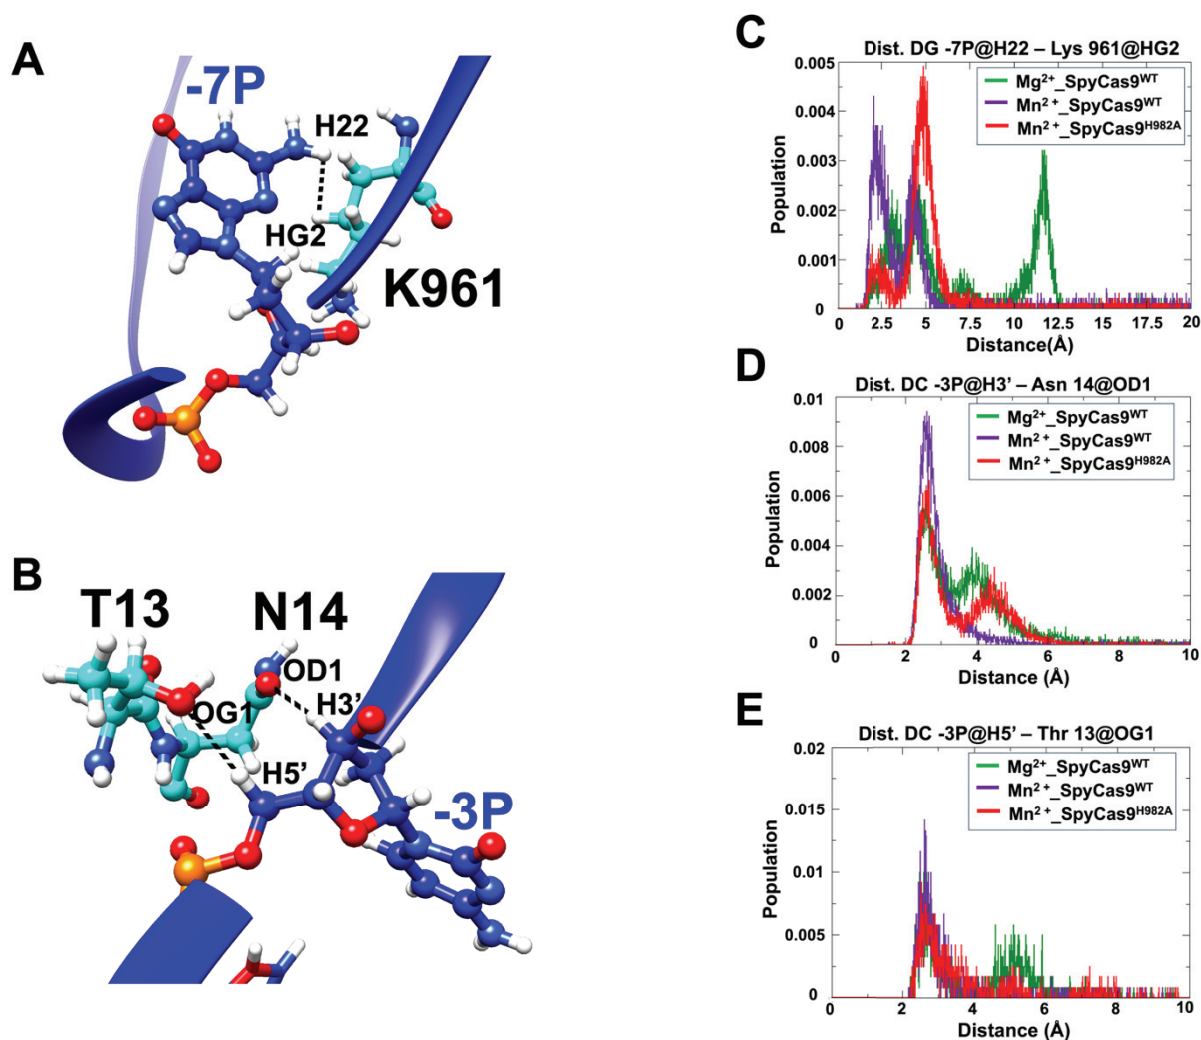 A
-7P
H22
HG2
K961
B
T13
N14
OD1
H3’
OG1
H5’
-3P
C
Dist. DG -7P@H22 – Lys 961@HG2
Mg2+_SpyCas9WT
Mn2+_SpyCas9WT
Mn2+_SpyCas9H982A
Population
0.005
0.004
0.003
0.002
0.001
0
0 2.5 5 7.5 10 12.5 15 17.5 20
Distance(Å)
D
Dist. DC -3P@H3’ – Asn 14@OD1
Mg2+_SpyCas9WT
Mn2+_SpyCas9WT
Mn2+_SpyCas9H982A
Population
0.01
0.008
0.006
0.004
0.002
0
0 2 4 6 8 10
Distance (Å)
E
Dist. DC -3P@H5’ – Thr 13@OG1
Mg2+_SpyCas9WT
Mn2+_SpyCas9WT
Mn2+_SpyCas9H982A
Population
0.02
0.015
0.01
0.005
0
0 2 4 6 8 10
Distance (Å)